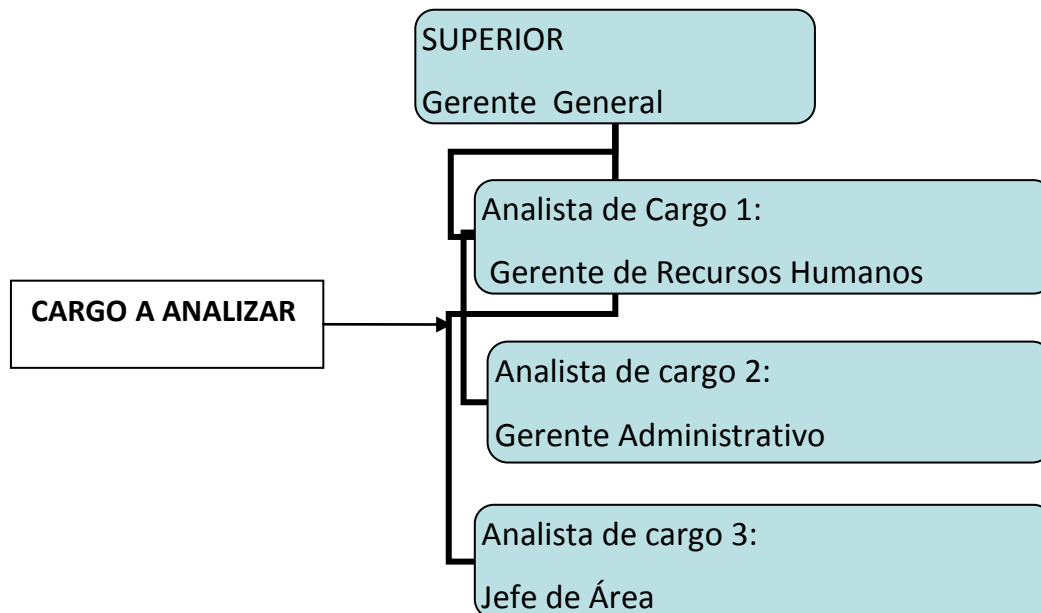 SUPERIOR
Gerente General
Analista de Cargo 1:
Gerente de Recursos Humanos
CARGO A ANALIZAR
Analista de cargo 2:
Gerente Administrativo
Analista de cargo 3:
Jefe de Área